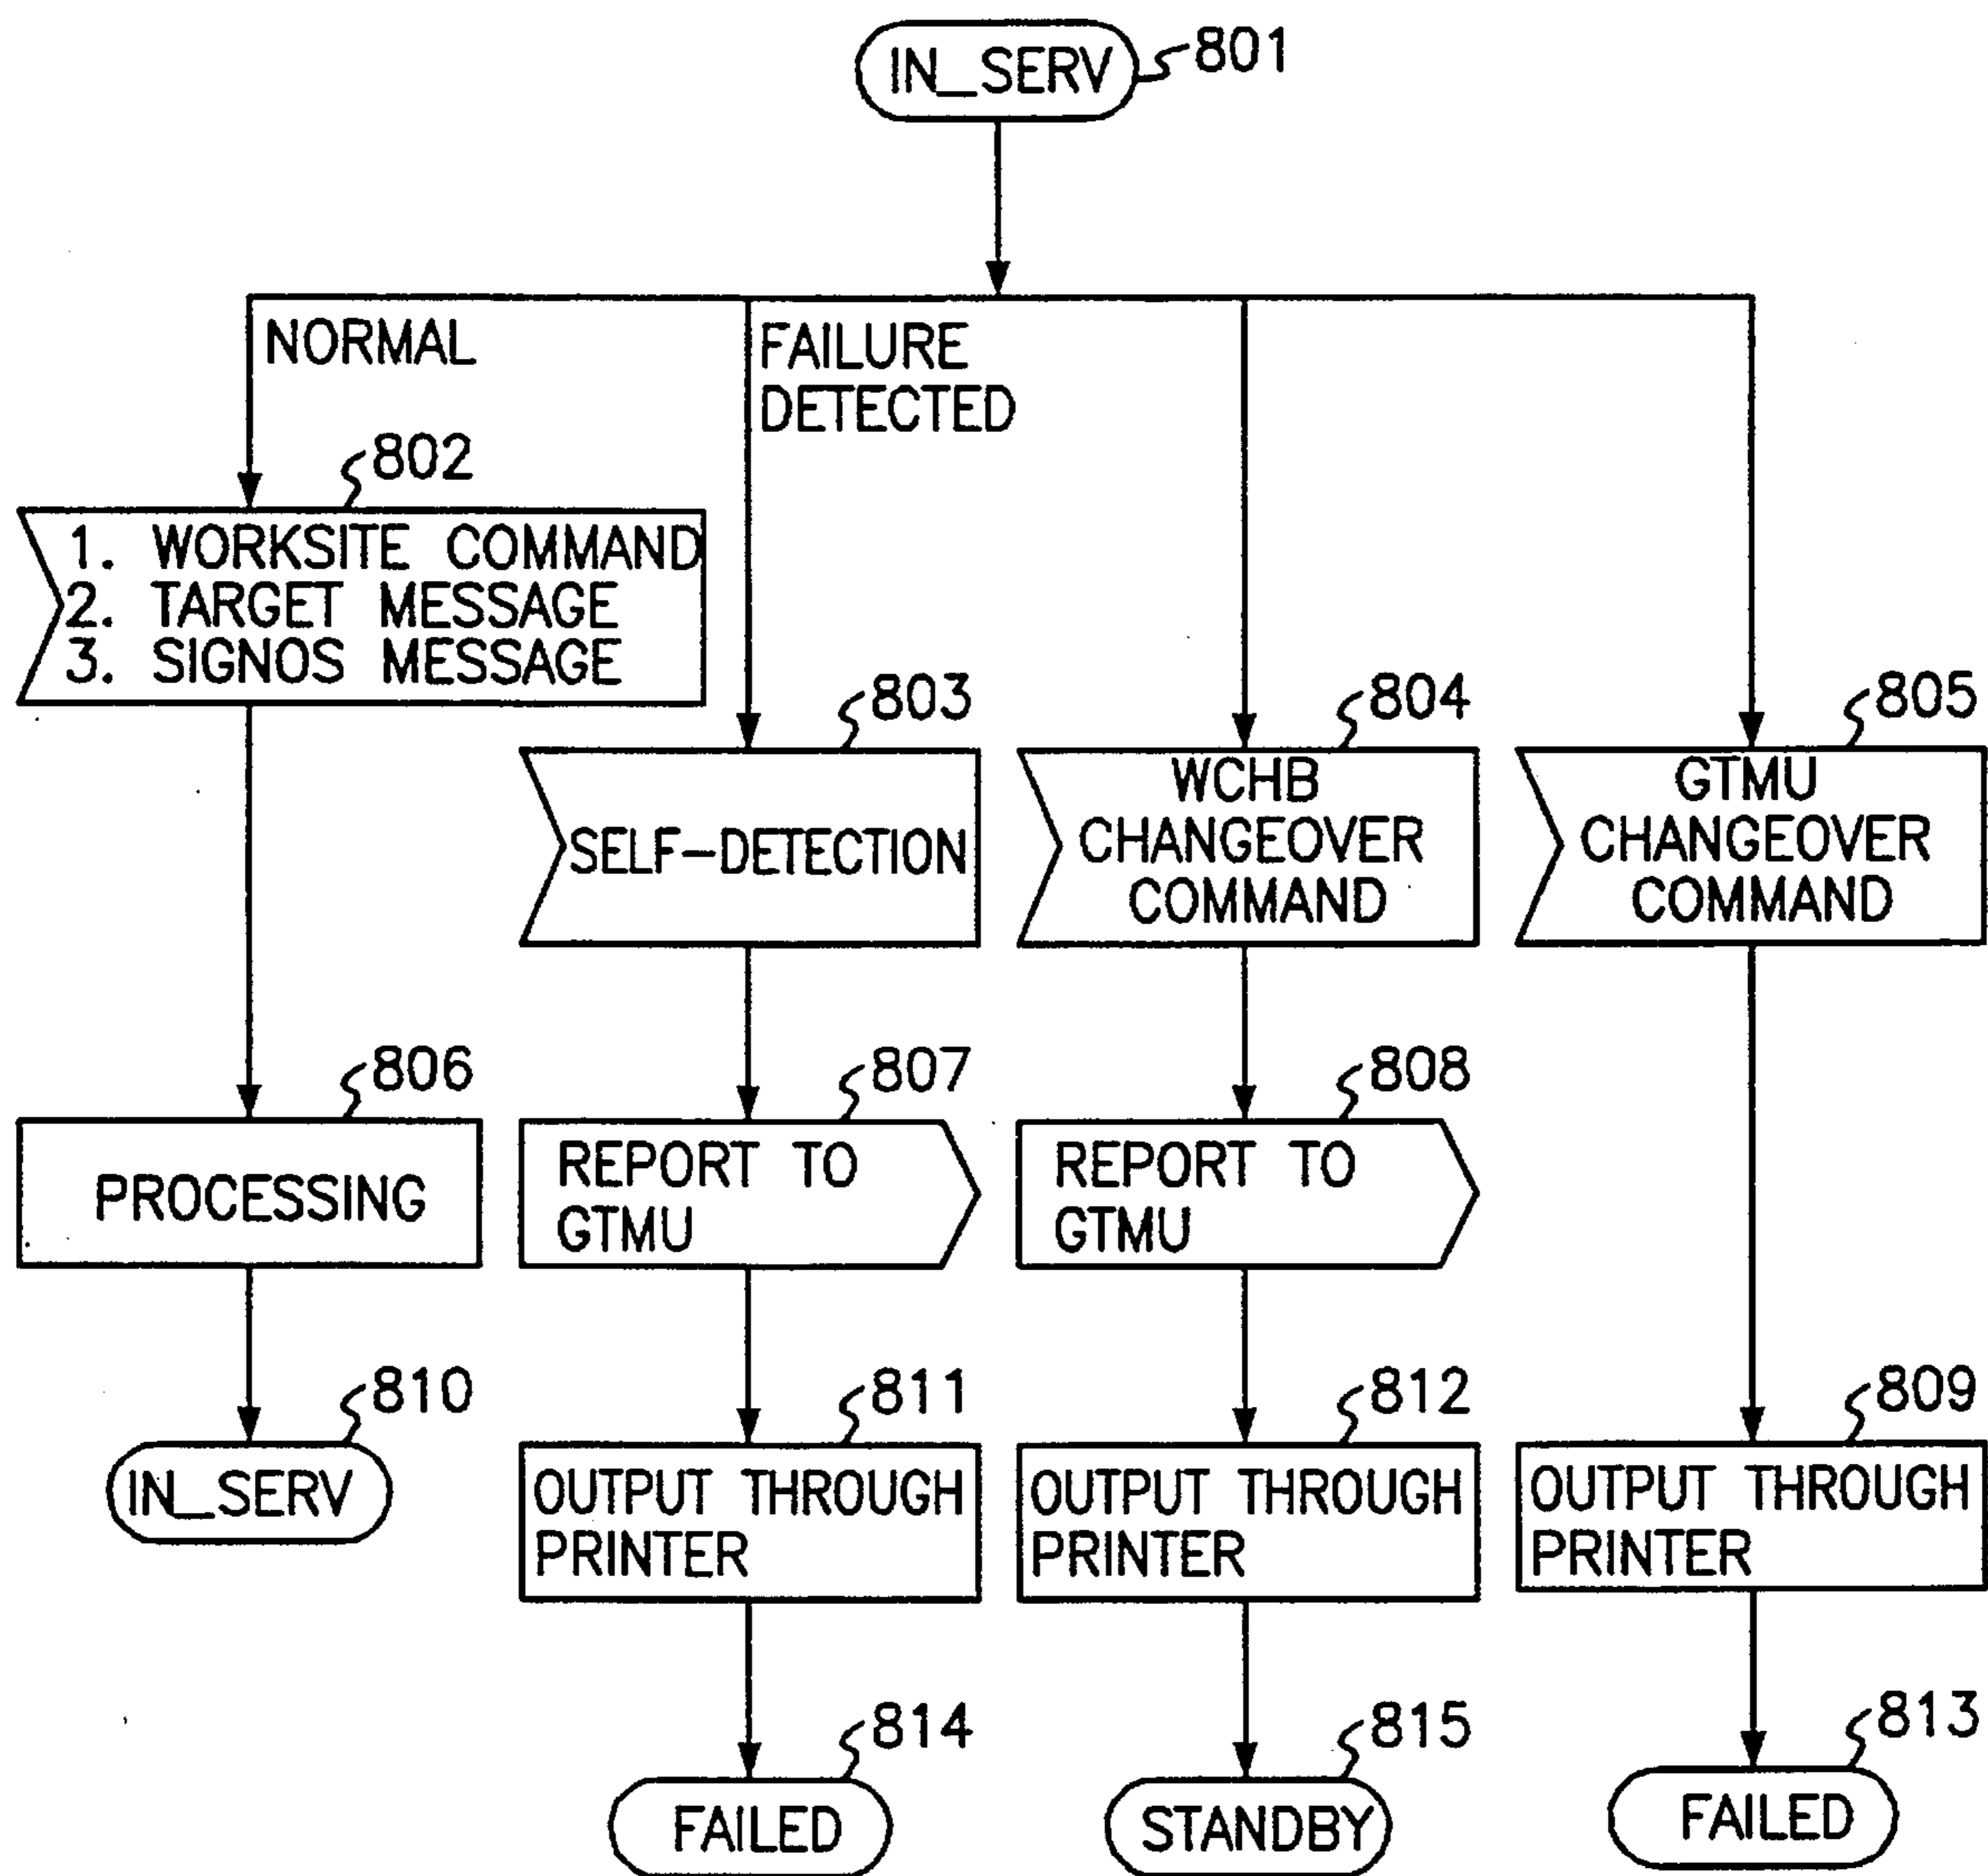 IN_SERV
801
NORMAL
FAILURE
DETECTED
802
1. WORKSITE COMMAND
2. TARGET MESSAGE
3. SIGNOS MESSAGE
803
804
805
SELF-DETECTION
WCHB
CHANGEOVER
COMMAND
GTMU
CHANGEOVER
COMMAND
806
807
808
PROCESSING
REPORT TO
GTMU
REPORT TO
GTMU
810
811
812
809
IN_SERV
OUTPUT THROUGH
PRINTER
OUTPUT THROUGH
PRINTER
OUTPUT THROUGH
PRINTER
814
815
813
FAILED
STANDBY
FAILED